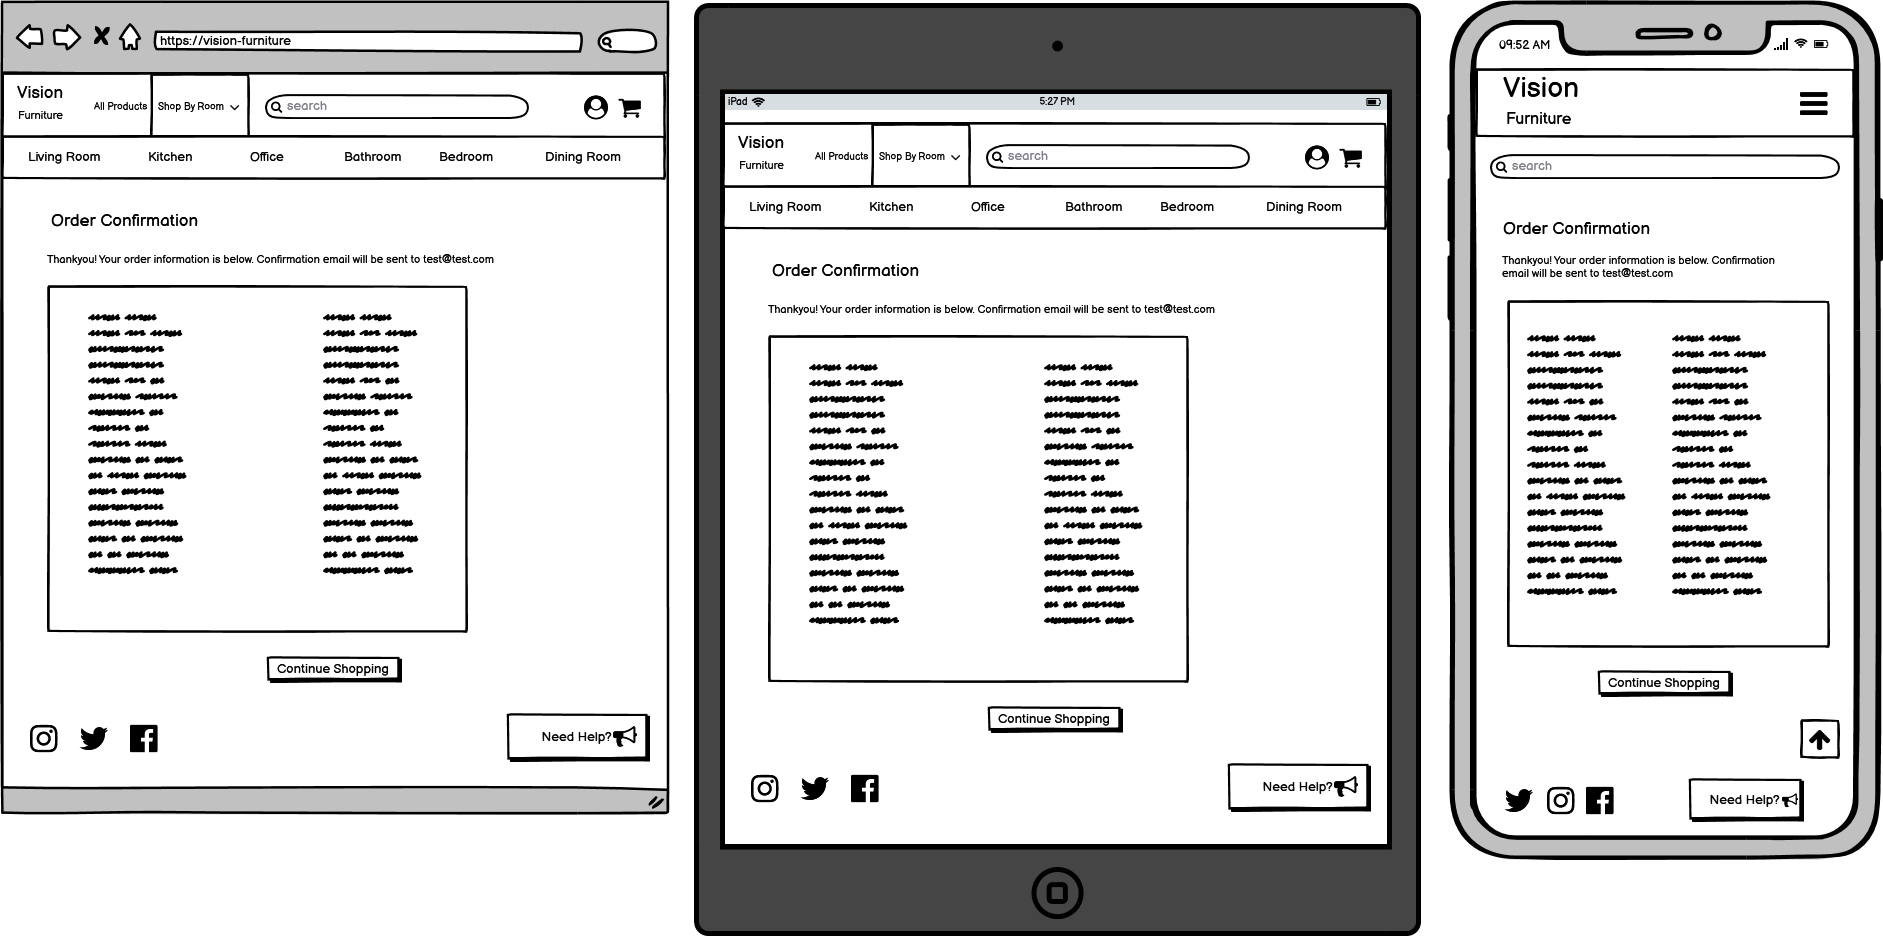 https://vision-furniture
Vision
Furniture
All Products
Shop By Room
search
Living Room Kitchen Office Bathroom Bedroom Dining Room
Order Confirmation
Thankyou! Your order information is below. Confirmation email will be sent to test@test.com
Continue Shopping
Need Help?
iPad 5:27 PM
Vision
Furniture
All Products
Shop By Room
search
Living Room Kitchen Office Bathroom Bedroom Dining Room
Order Confirmation
Thankyou! Your order information is below. Confirmation email will be sent to test@test.com
Continue Shopping
Need Help?
09:52 AM
Vision
Furniture
search
Order Confirmation
Thankyou! Your order information is below. Confirmation
email will be sent to test@test.com
Continue Shopping
Need Help?